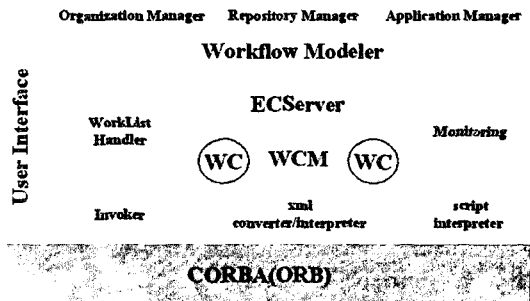 Organization Manager Repository Manager Application Manager
Workflow Modeler
User Interface
ECServer
WorkList
Handler
Monitoring
WC WCM WC
Invoker
xml
converter/interpreter
script
interpreter
CORBA(ORB)